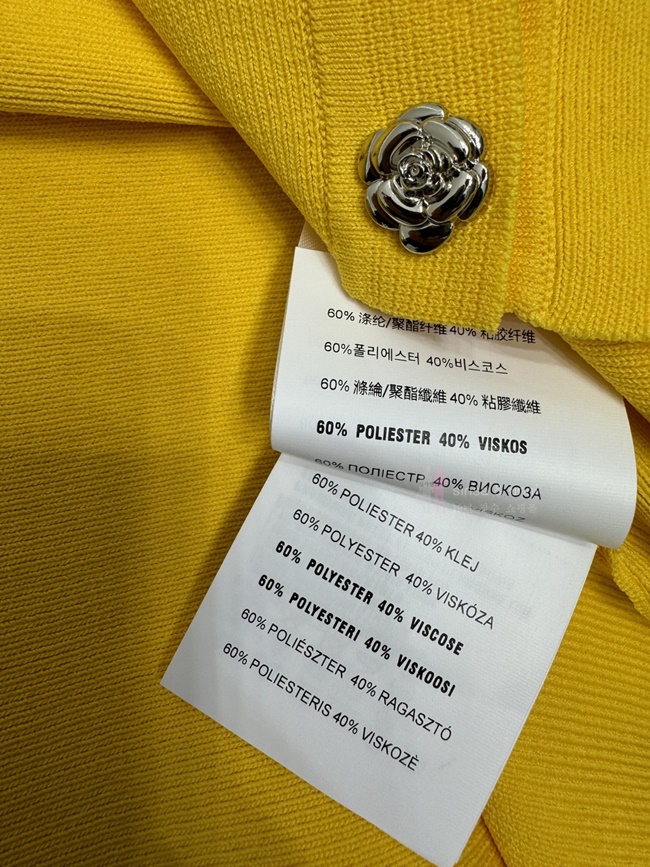 60% 涤纶/聚酯纤维 40% 粘胶纤维
60%폴리에스터 40%비스코스
60% 滌綸/聚酯纖維 40% 粘膠纖維
60% POLIESTER 40% VISKOS
60% ПОЛІЕСТР 40% ВИСКОЗА
60% POLIESTER 40% KLEJ
60% POLYESTER 40% VISKÓZA
60% POLYESTER 40% VISCOSE
60% POLYESTERI 40% VISKOOSI
60% POLIÉSZTER 40% RAGASZTÓ
60% POLIESTERIS 40% VISKOZĖ